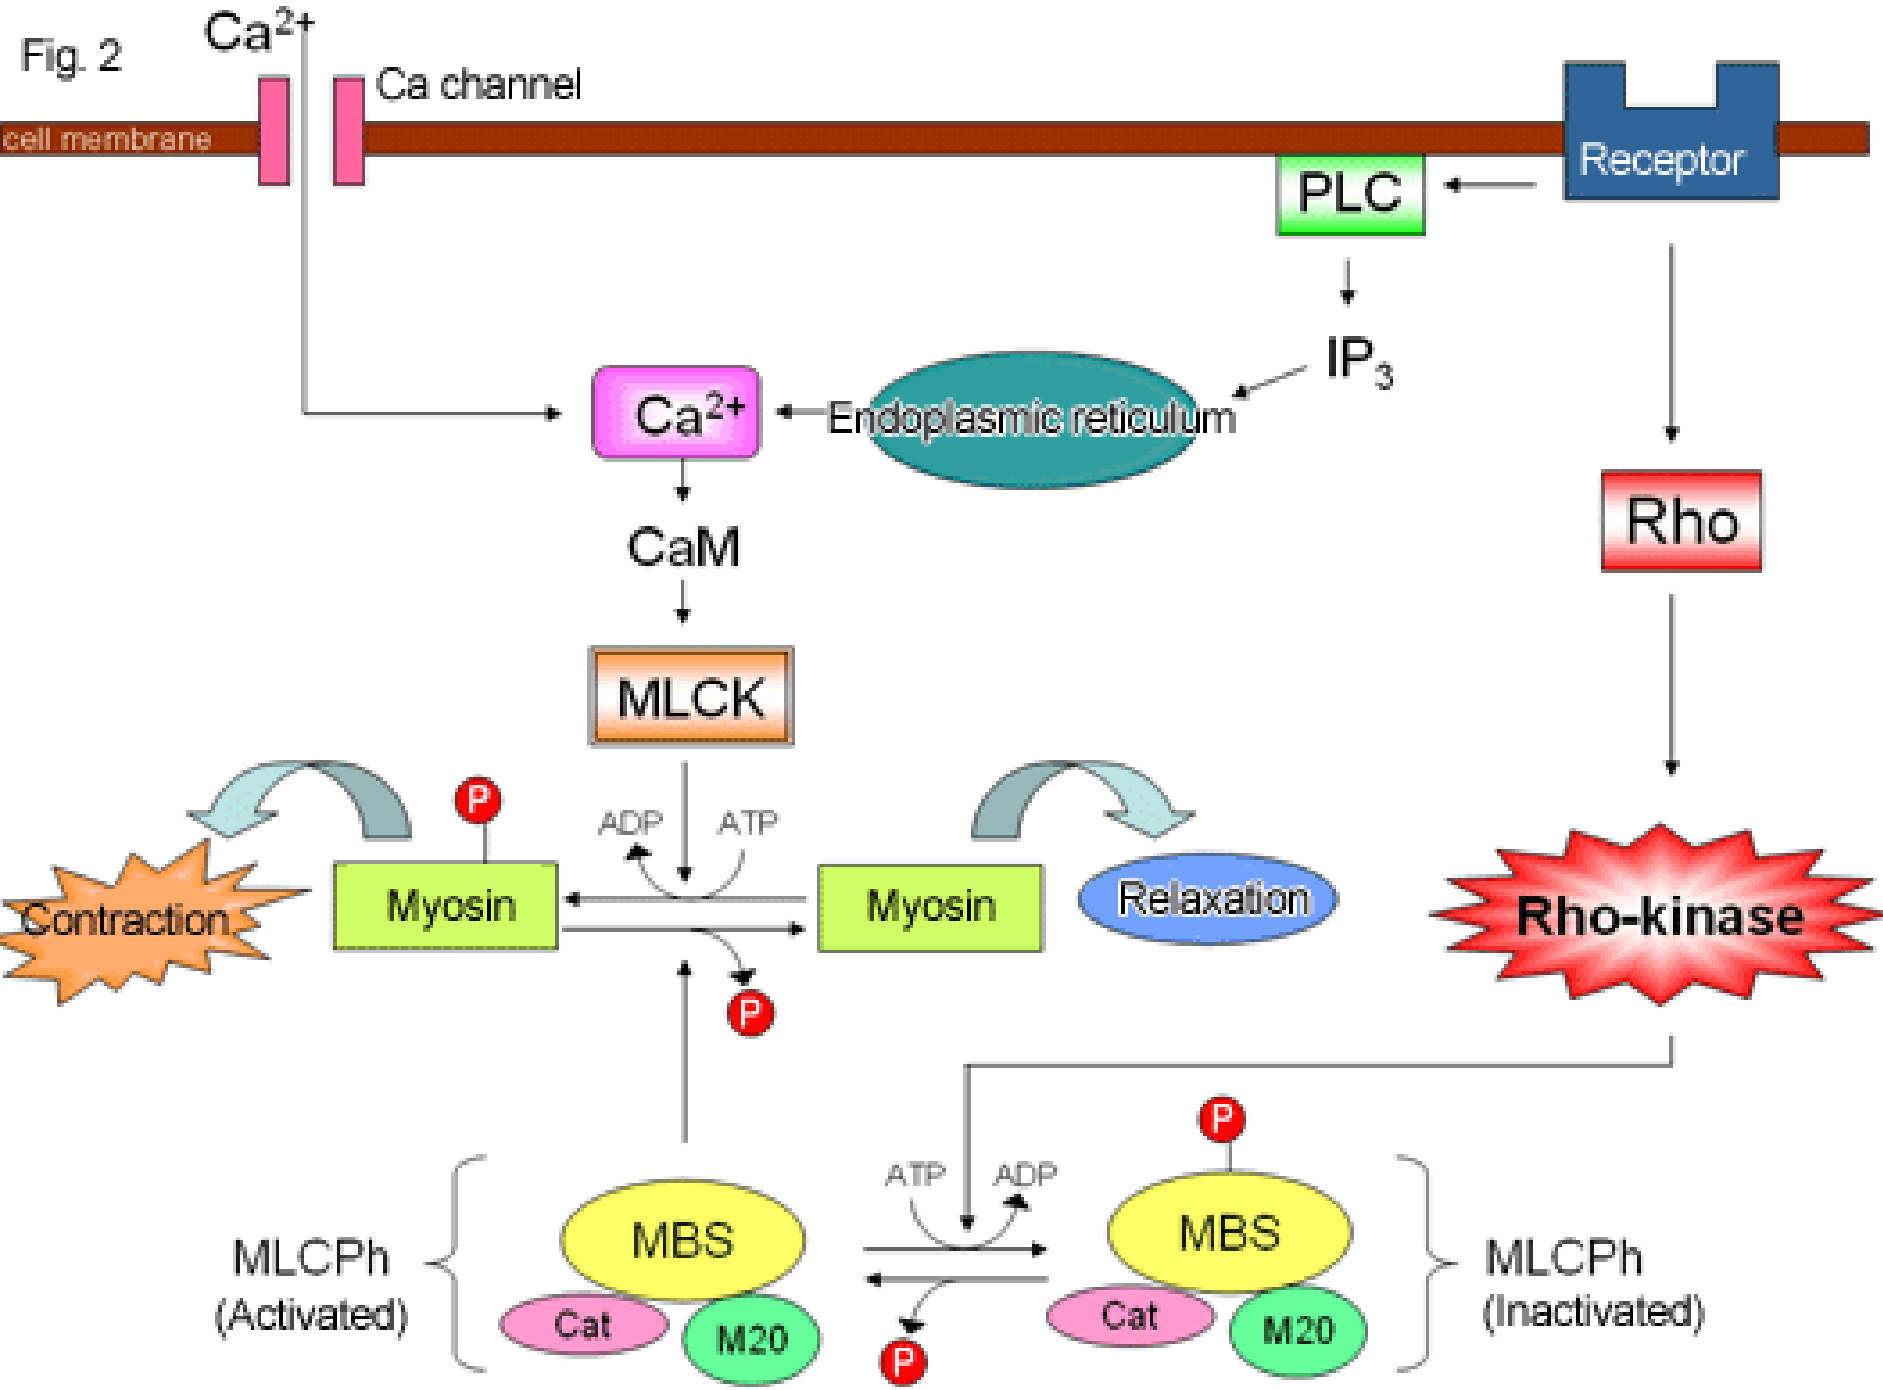 Fig. 2
Ca²⁺
Ca channel
cell membrane
Receptor
PLC
IP₃
Endoplasmic reticulum
Ca²⁺
CaM
Rho
MLCK
P
ADP
ATP
Contraction
Myosin
Myosin
Relaxation
Rho-kinase
P
P
ATP
ADP
MLCPh
(Activated)
MBS
Cat
M20
MBS
Cat
M20
MLCPh
(Inactivated)
P